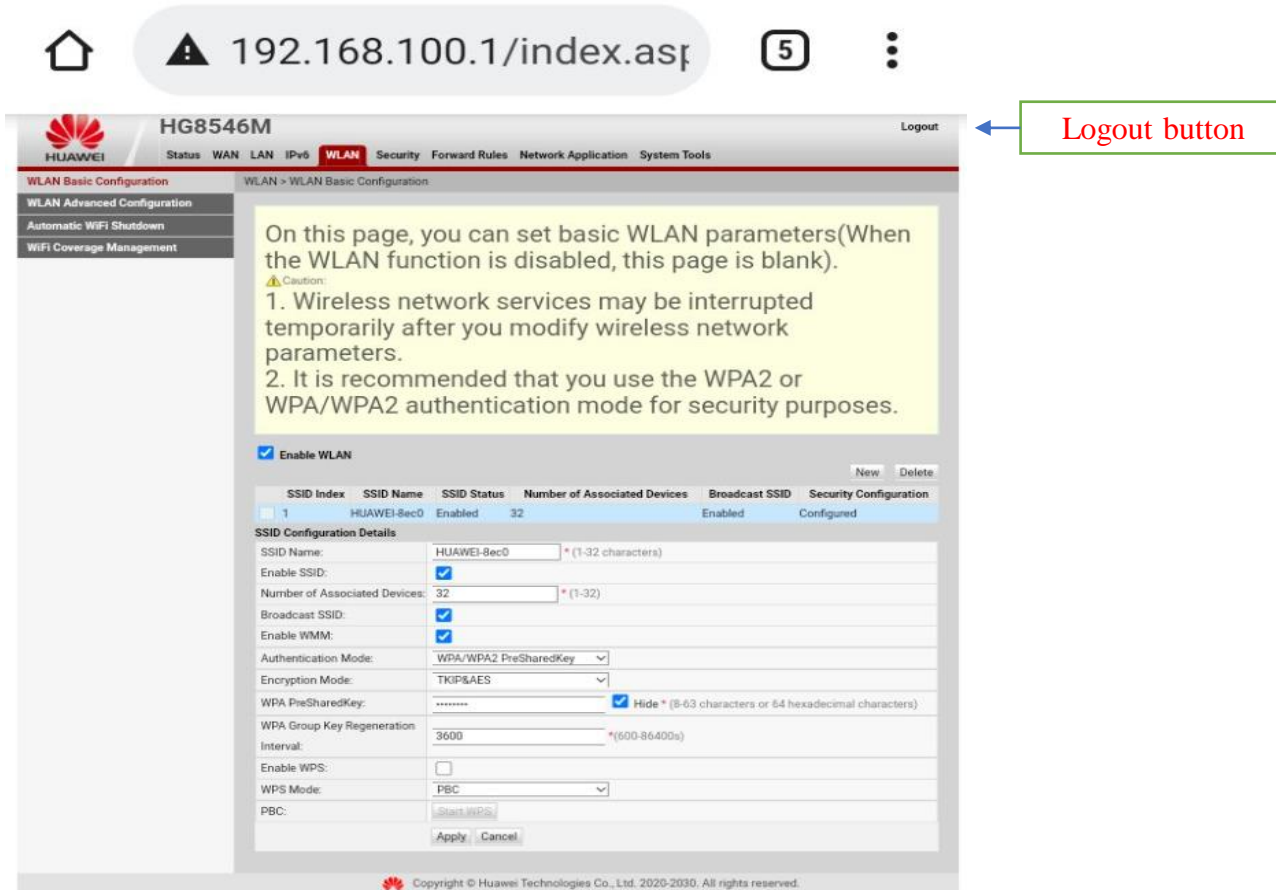 192.168.100.1/index.asp
5
HUAWEI
HG8546M
Logout
Logout button
Status WAN LAN IPv6 WLAN Security Forward Rules Network Application System Tools
WLAN Basic Configuration
WLAN Advanced Configuration
Automatic WiFi Shutdown
WiFi Coverage Management
WLAN > WLAN Basic Configuration
On this page, you can set basic WLAN parameters(When
the WLAN function is disabled, this page is blank).
Caution:
1. Wireless network services may be interrupted
temporarily after you modify wireless network
parameters.
2. It is recommended that you use the WPA2 or
WPA/WPA2 authentication mode for security purposes.
Enable WLAN
New Delete
SSID Index SSID Name SSID Status Number of Associated Devices Broadcast SSID Security Configuration
1 HUAWEI-8ec0 Enabled 32 Enabled Configured
SSID Configuration Details
SSID Name: HUAWEI-8ec0 * (1-32 characters)
Enable SSID:
Number of Associated Devices: 32 * (1-32)
Broadcast SSID:
Enable WMM:
Authentication Mode: WPA/WPA2 PreSharedKey
Encryption Mode: TKIP&AES
WPA PreSharedKey: •••••••• Hide * (8-63 characters or 64 hexadecimal characters)
WPA Group Key Regeneration
Interval: 3600 *(600-86400s)
Enable WPS:
WPS Mode: PBC
PBC: Start WPS
Apply Cancel
Copyright © Huawei Technologies Co., Ltd. 2020-2030. All rights reserved.